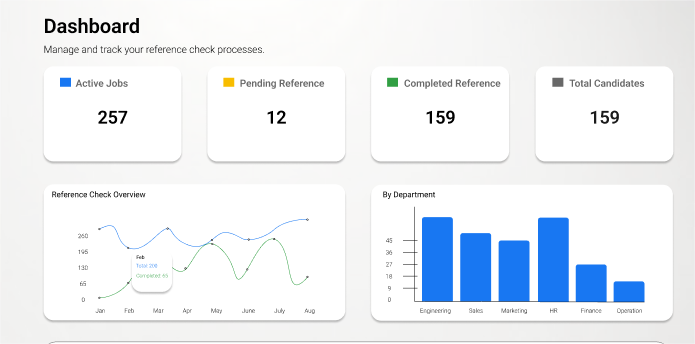 Dashboard
Manage and track your reference check processes.
Active Jobs
257
Pending Reference
12
Completed Reference
159
Total Candidates
159
Reference Check Overview
260
195
130
65
0
Feb
Total:200
Completed: 65
Jan Feb Mar Apr May June July Aug
By Department
45
36
27
18
9
0
Engineering Sales Marketing HR Finance Operation